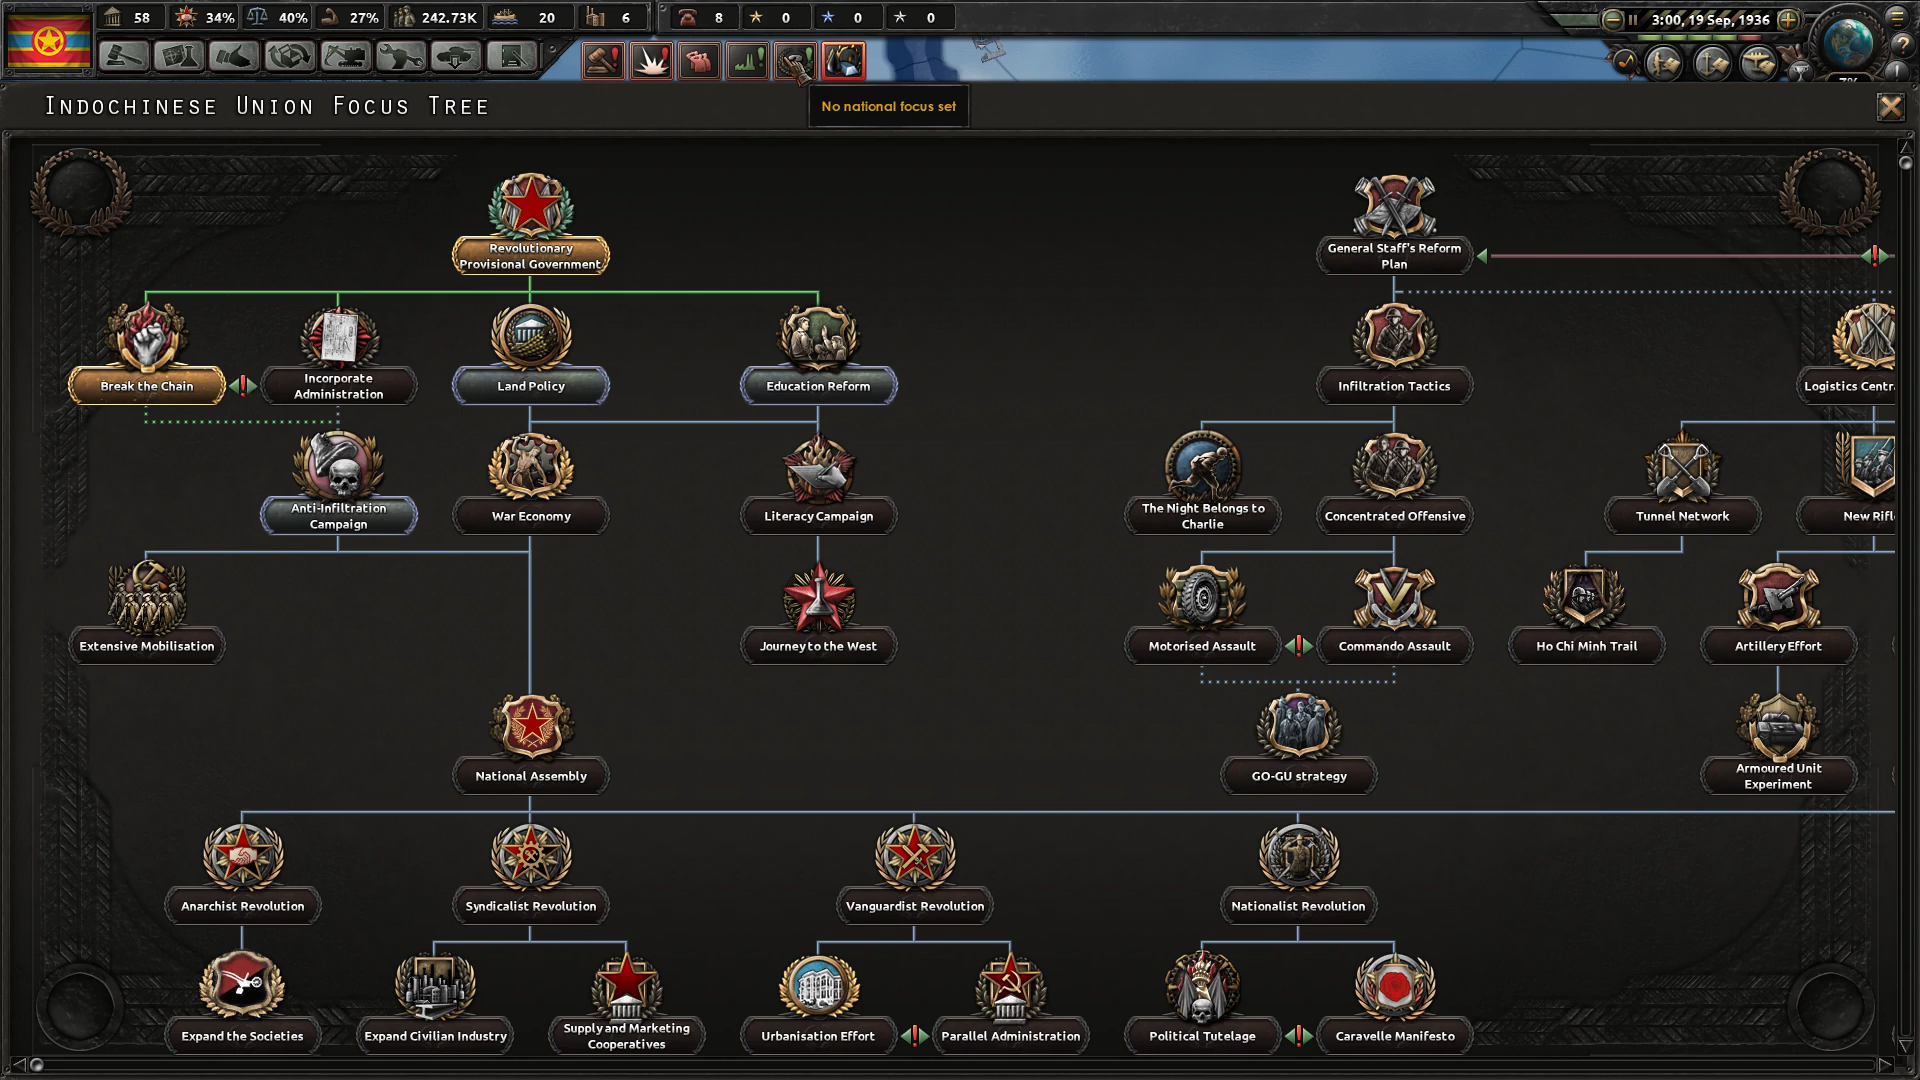 58
34%
40%
27%
242.73K
20
6
8
0
0
0
3:00, 19 Sep, 1936
INDOCHINESE UNION FOCUS TREE
No national focus set
Revolutionary
Provisional Government
General Staff's Reform
Plan
Break the Chain
Incorporate
Administration
Land Policy
Education Reform
Infiltration Tactics
Logistics Centra
Anti-Infiltration
Campaign
War Economy
Literacy Campaign
The Night Belongs to
Charlie
Concentrated Offensive
Tunnel Network
New Rifl
Extensive Mobilisation
Journey to the West
Motorised Assault
Commando Assault
Ho Chi Minh Trail
Artillery Effort
National Assembly
GO-GU strategy
Armoured Unit
Experiment
Anarchist Revolution
Syndicalist Revolution
Vanguardist Revolution
Nationalist Revolution
Expand the Societies
Expand Civilian Industry
Supply and Marketing
Cooperatives
Urbanisation Effort
Parallel Administration
Political Tutelage
Caravelle Manifesto